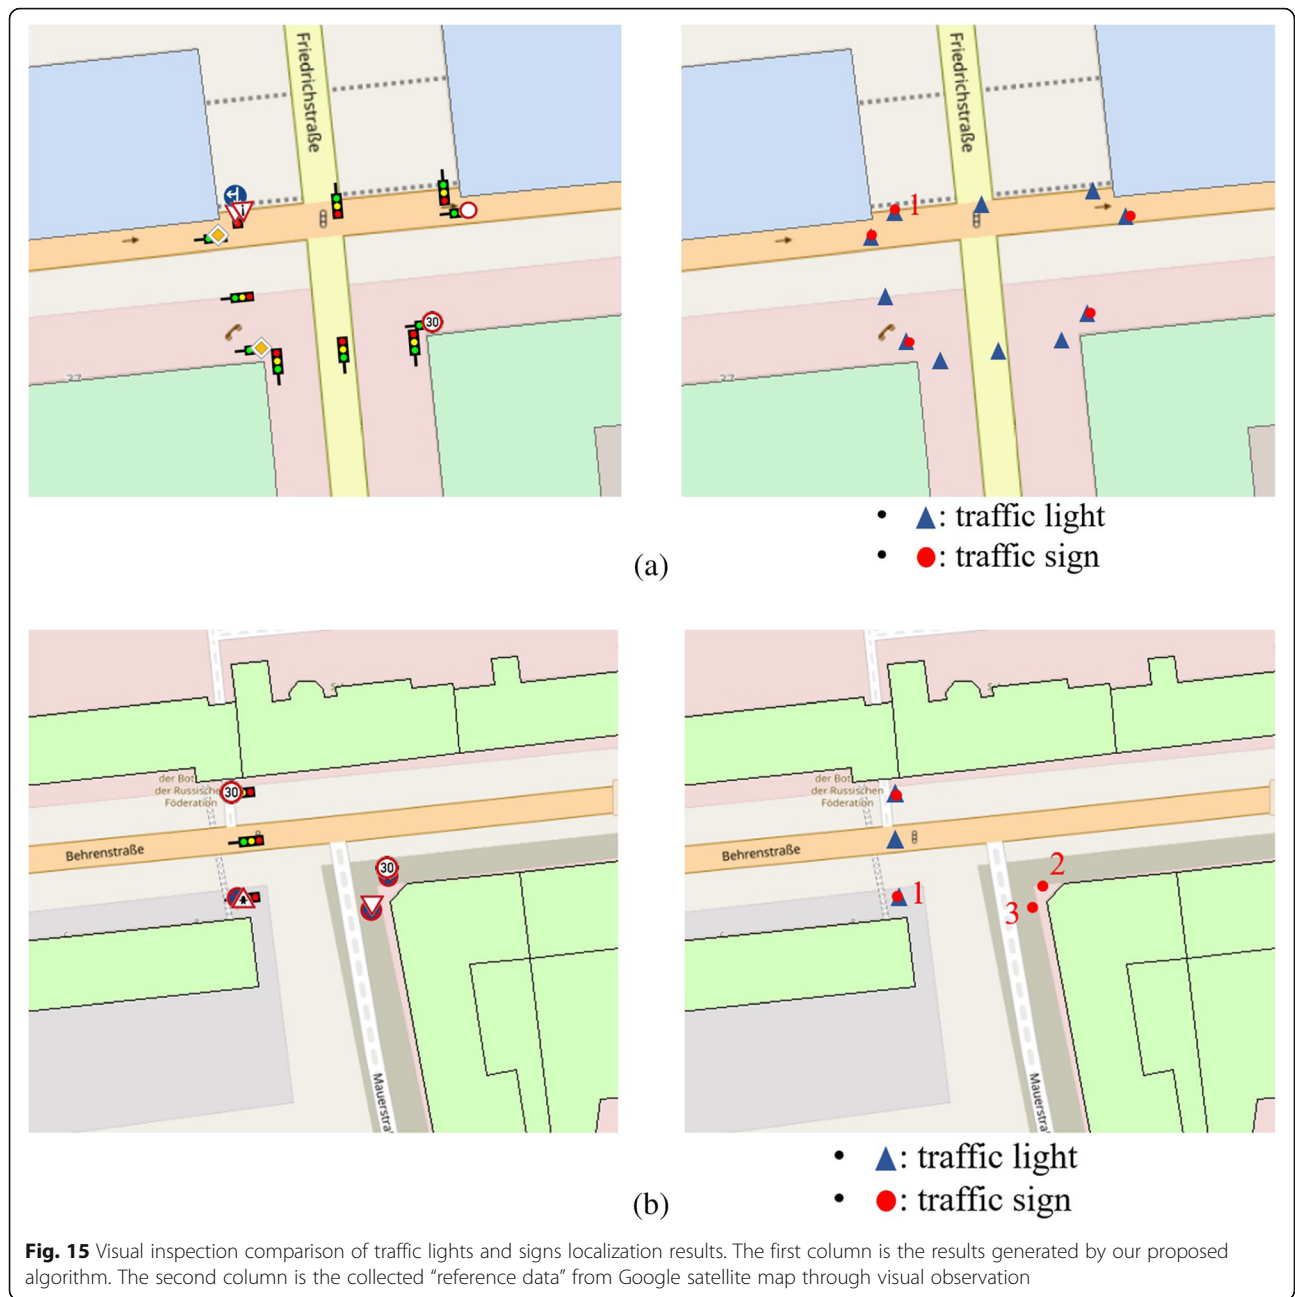 Friedrichstraße
Friedrichstraße
30
27
27
1
• : traffic light
• : traffic sign
(a)
der Bot
der Russische
Föderation
30
Behrenstraße
30
Mauerstra
der Bot
der Russischen
Föderation
Behrenstraße
1
2
3
Mauerstra
• : traffic light
• : traffic sign
(b)
Fig. 15 Visual inspection comparison of traffic lights and signs localization results. The first column is the results generated by our proposed
algorithm. The second column is the collected “reference data” from Google satellite map through visual observation